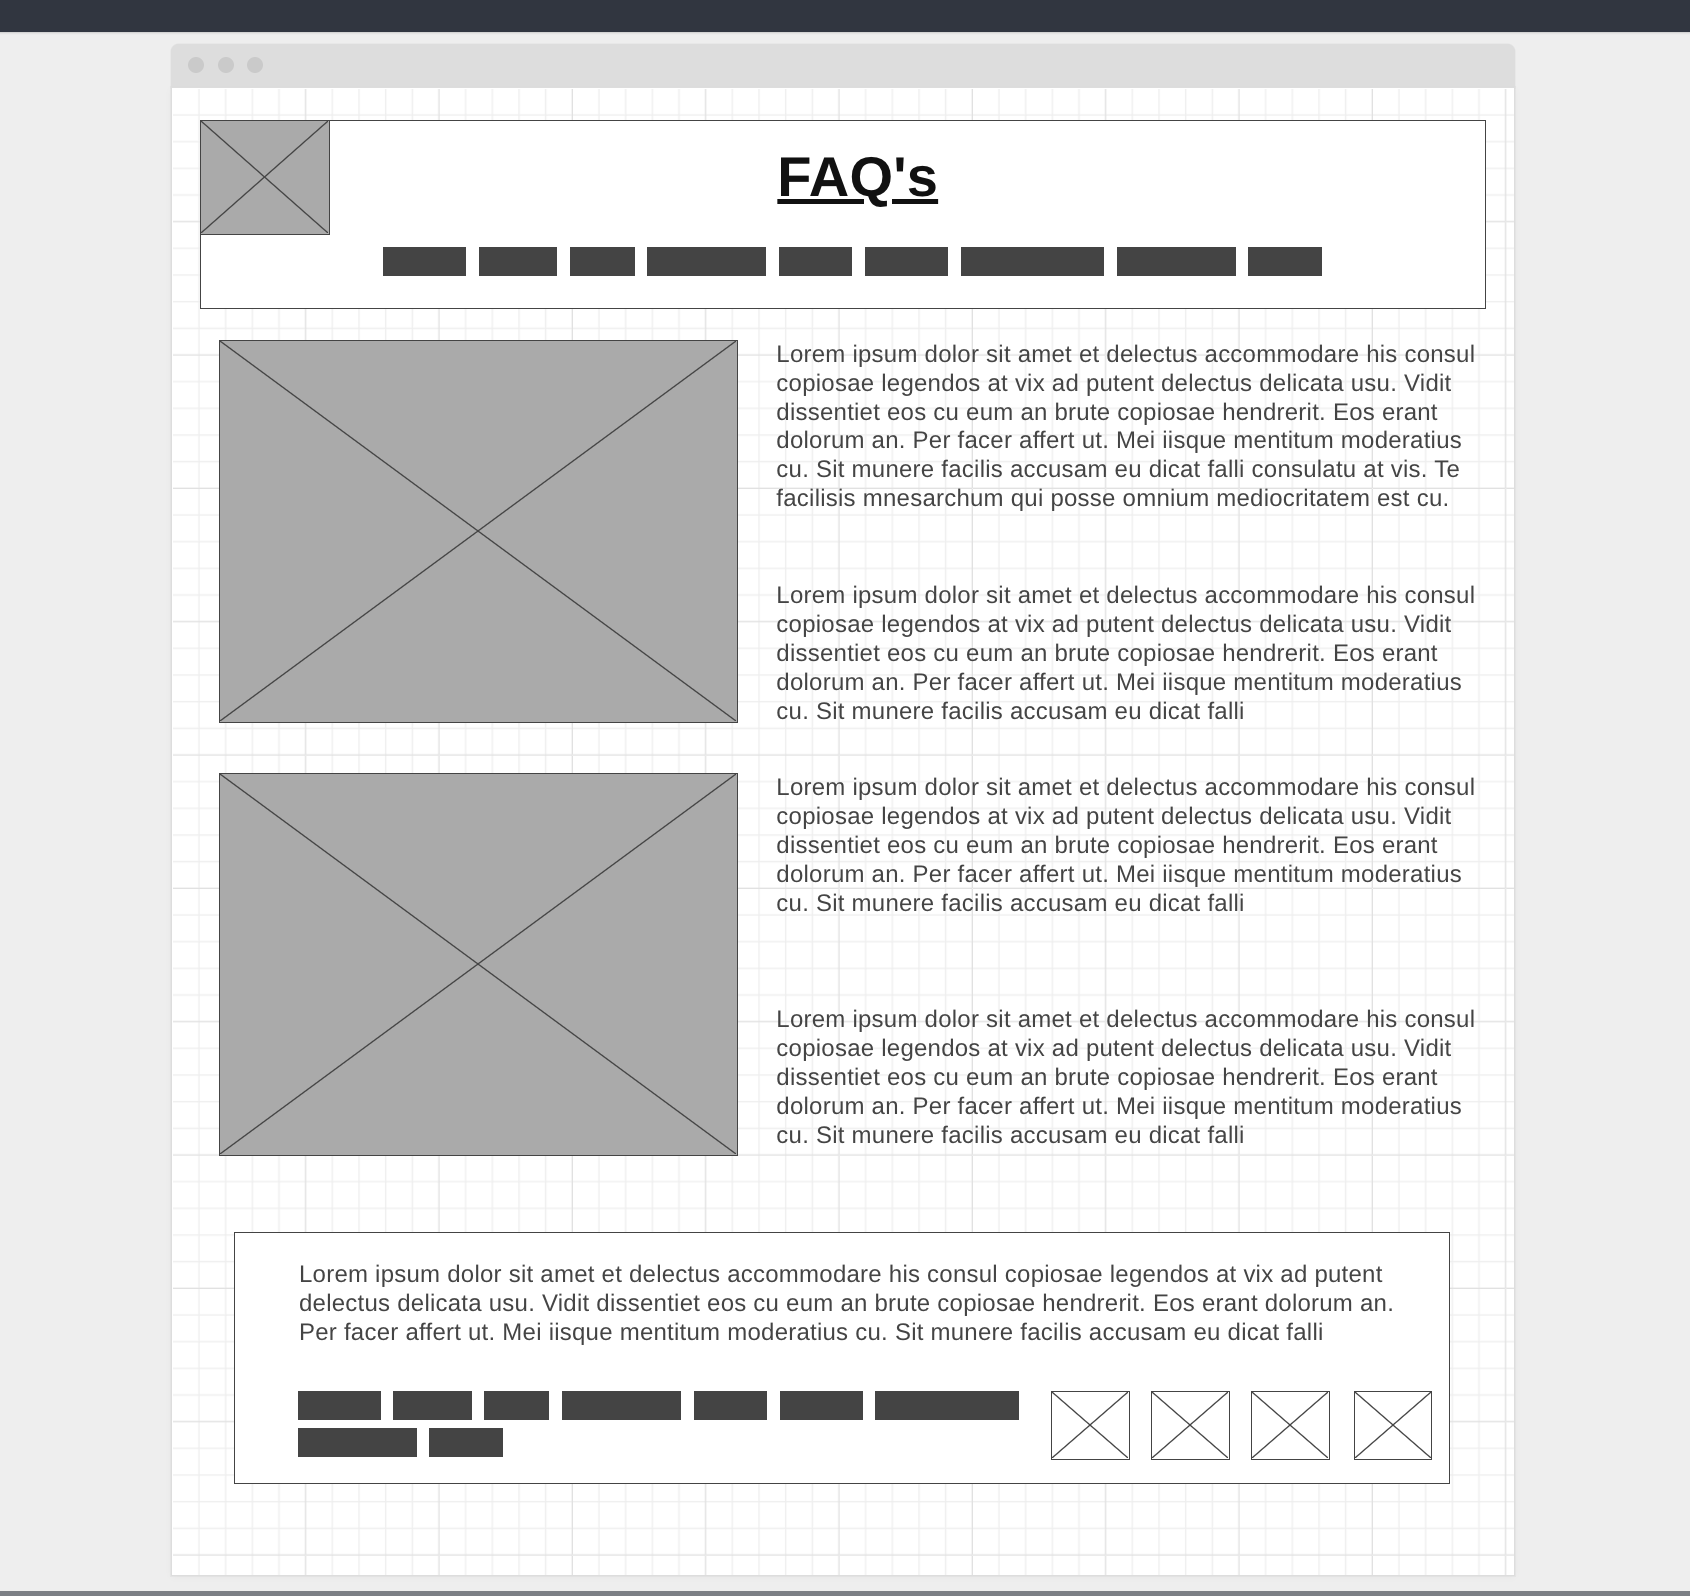 FAQ's
Lorem ipsum dolor sit amet et delectus accommodare his consul
copiosae legendos at vix ad putent delectus delicata usu. Vidit
dissentiet eos cu eum an brute copiosae hendrerit. Eos erant
dolorum an. Per facer affert ut. Mei iisque mentitum moderatius
cu. Sit munere facilis accusam eu dicat falli consulatu at vis. Te
facilisis mnesarchum qui posse omnium mediocritatem est cu.
Lorem ipsum dolor sit amet et delectus accommodare his consul
copiosae legendos at vix ad putent delectus delicata usu. Vidit
dissentiet eos cu eum an brute copiosae hendrerit. Eos erant
dolorum an. Per facer affert ut. Mei iisque mentitum moderatius
cu. Sit munere facilis accusam eu dicat falli
Lorem ipsum dolor sit amet et delectus accommodare his consul
copiosae legendos at vix ad putent delectus delicata usu. Vidit
dissentiet eos cu eum an brute copiosae hendrerit. Eos erant
dolorum an. Per facer affert ut. Mei iisque mentitum moderatius
cu. Sit munere facilis accusam eu dicat falli
Lorem ipsum dolor sit amet et delectus accommodare his consul
copiosae legendos at vix ad putent delectus delicata usu. Vidit
dissentiet eos cu eum an brute copiosae hendrerit. Eos erant
dolorum an. Per facer affert ut. Mei iisque mentitum moderatius
cu. Sit munere facilis accusam eu dicat falli
Lorem ipsum dolor sit amet et delectus accommodare his consul copiosae legendos at vix ad putent
delectus delicata usu. Vidit dissentiet eos cu eum an brute copiosae hendrerit. Eos erant dolorum an.
Per facer affert ut. Mei iisque mentitum moderatius cu. Sit munere facilis accusam eu dicat falli